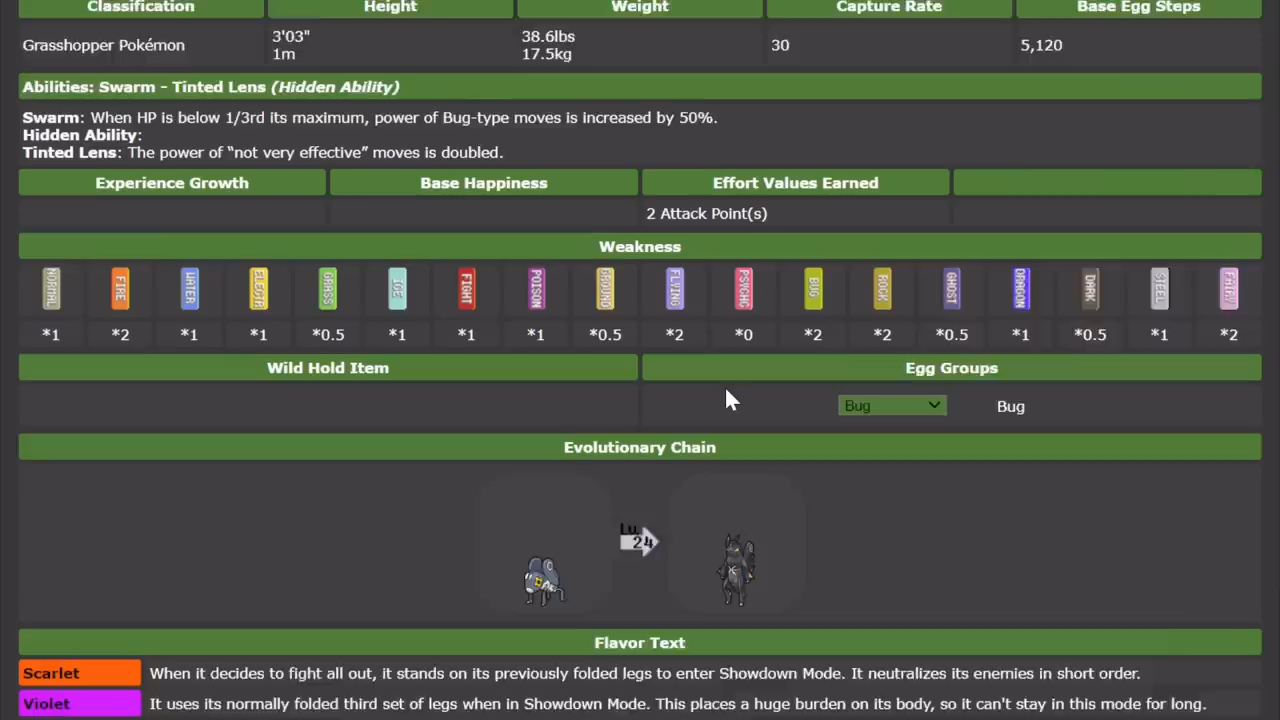 Classification Height Weight Capture Rate Base Egg Steps
Grasshopper Pokémon 3'03" 38.6lbs 30 5,120
1m 17.5kg
Abilities: Swarm - Tinted Lens (Hidden Ability)
Swarm: When HP is below 1/3rd its maximum, power of Bug-type moves is increased by 50%.
Hidden Ability:
Tinted Lens: The power of “not very effective” moves is doubled.
Experience Growth Base Happiness Effort Values Earned
2 Attack Point(s)
Weakness
NORMAL FIRE WATER ELECTR GRASS ICE FIGHT POISON GROUND FLYING PSYCHC BUG ROCK GHOST DRAGON DARK STEEL FAIRY
*1 *2 *1 *1 *0.5 *1 *1 *1 *0.5 *2 *0 *2 *2 *0.5 *1 *0.5 *1 *2
Wild Hold Item Egg Groups
Bug Bug
Evolutionary Chain
Lv.
24
Flavor Text
Scarlet When it decides to fight all out, it stands on its previously folded legs to enter Showdown Mode. It neutralizes its enemies in short order.
Violet It uses its normally folded third set of legs when in Showdown Mode. This places a huge burden on its body, so it can't stay in this mode for long.